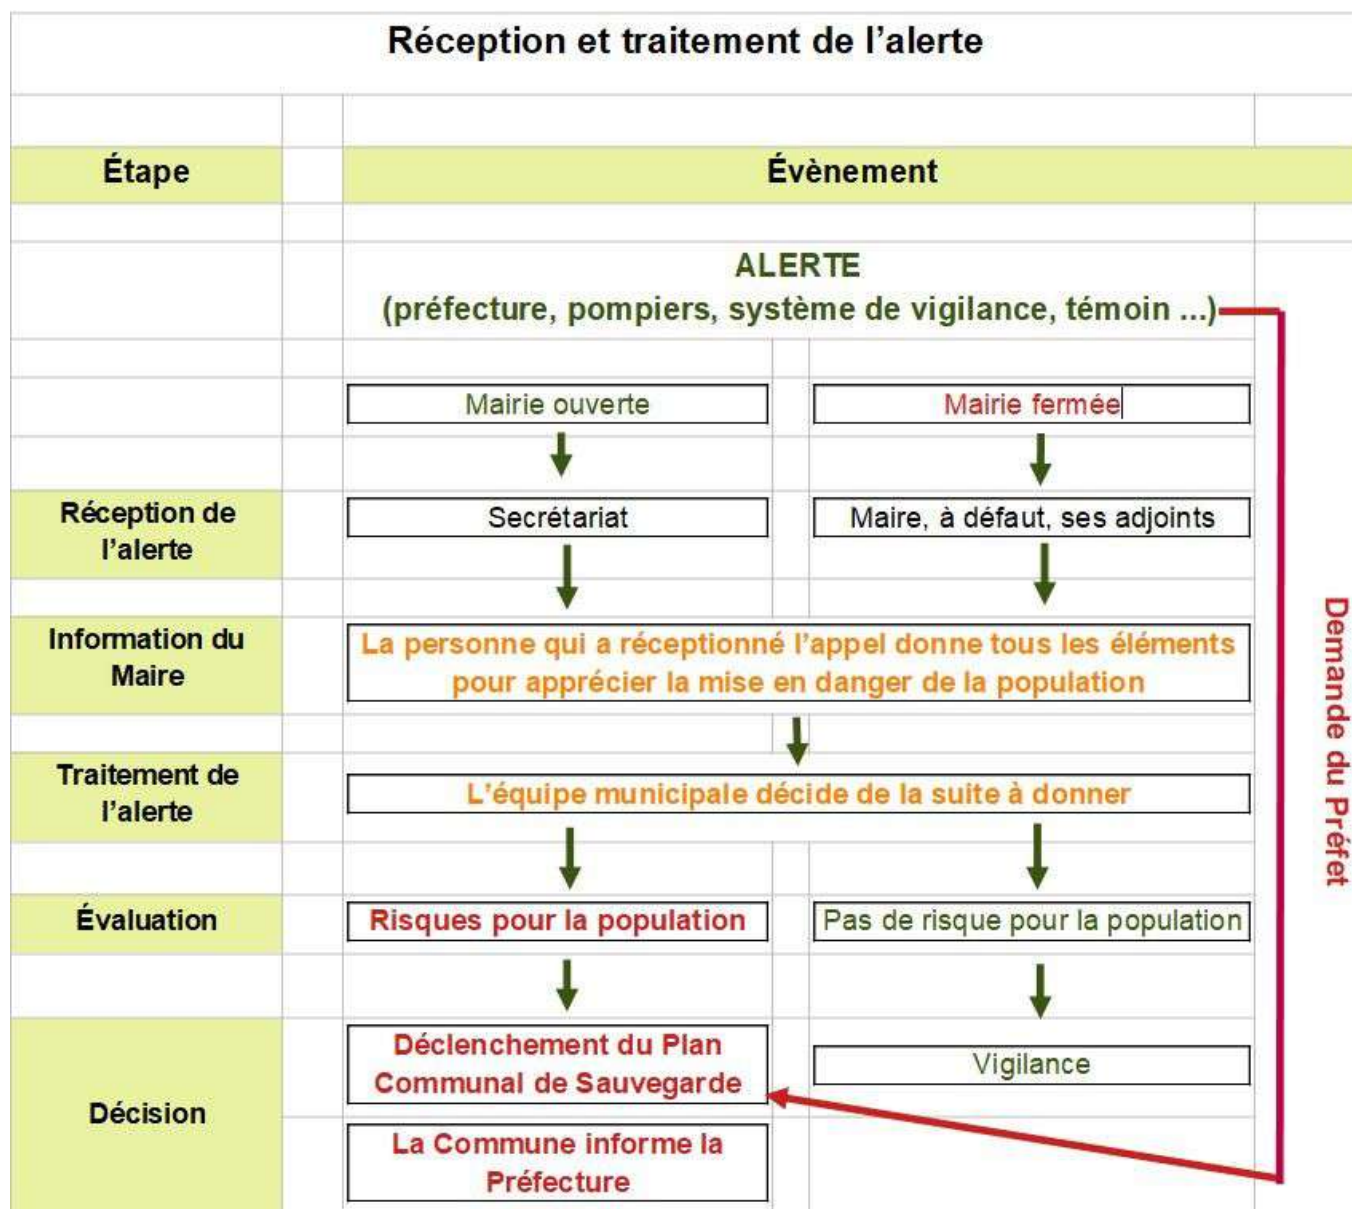 Réception et traitement de l’alerte
Étape
Évènement
ALERTE
(préfecture, pompiers, système de vigilance, témoin ...)
Mairie ouverte
Mairie fermée
Réception de
l’alerte
Secrétariat
Maire, à défaut, ses adjoints
Information du
Maire
La personne qui a réceptionné l’appel donne tous les éléments
pour apprécier la mise en danger de la population
Traitement de
l’alerte
L’équipe municipale décide de la suite à donner
Évaluation
Risques pour la population
Pas de risque pour la population
Décision
Déclenchement du Plan
Communal de Sauvegarde
Vigilance
La Commune informe la
Préfecture
Demande du Préfet